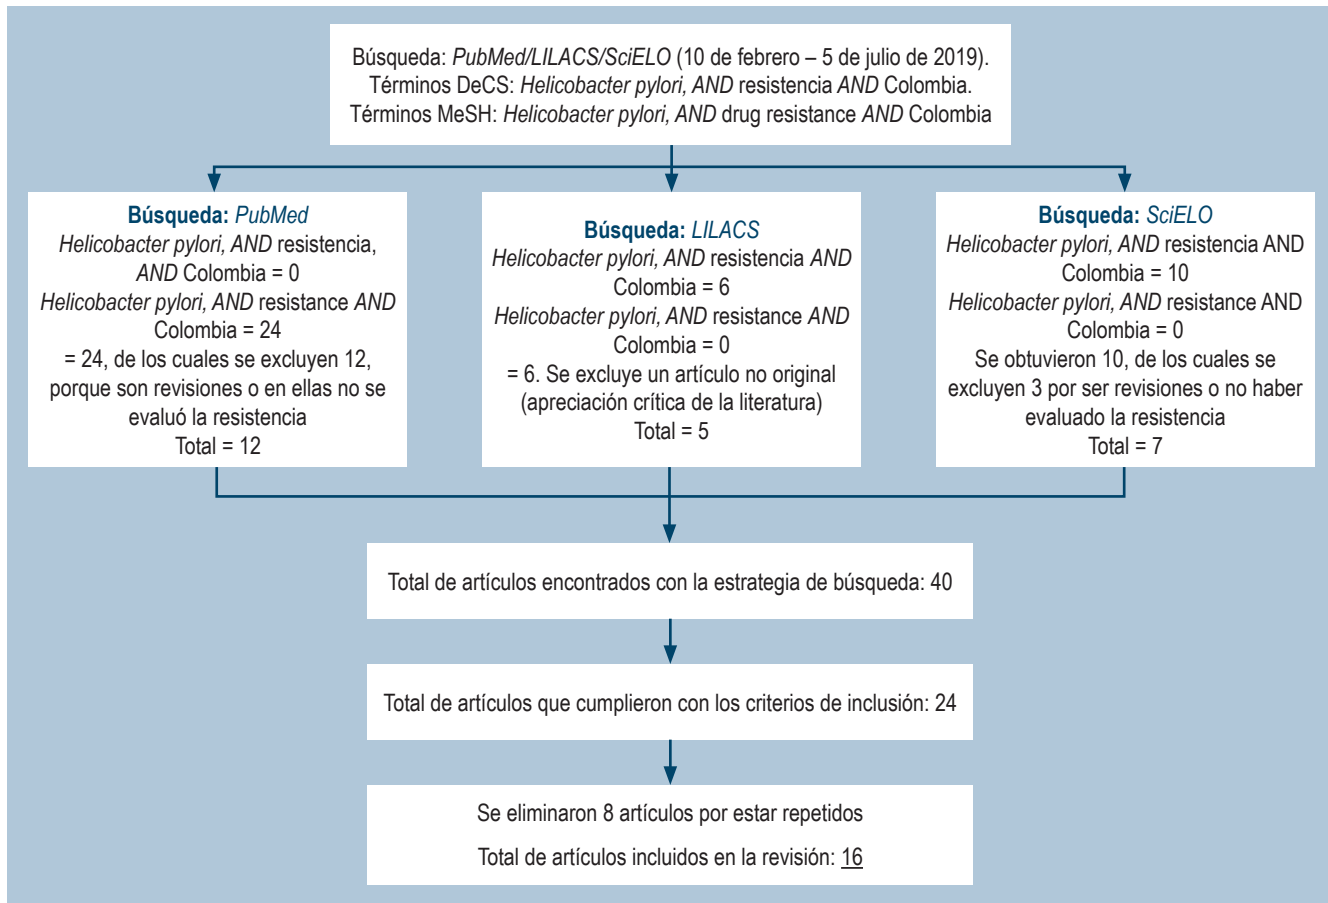 Búsqueda: PubMed/LILACS/SciELO (10 de febrero – 5 de julio de 2019).
Términos DeCS: Helicobacter pylori, AND resistencia AND Colombia.
Términos MeSH: Helicobacter pylori, AND drug resistance AND Colombia
Búsqueda: PubMed
Helicobacter pylori, AND resistencia,
AND Colombia = 0
Helicobacter pylori, AND resistance AND
Colombia = 24
= 24, de los cuales se excluyen 12,
porque son revisiones o en ellas no se
evaluó la resistencia
Total = 12
Búsqueda: LILACS
Helicobacter pylori, AND resistencia AND
Colombia = 6
Helicobacter pylori, AND resistance AND
Colombia = 0
= 6. Se excluye un artículo no original
(apreciación crítica de la literatura)
Total = 5
Búsqueda: SciELO
Helicobacter pylori, AND resistencia AND
Colombia = 10
Helicobacter pylori, AND resistance AND
Colombia = 0
Se obtuvieron 10, de los cuales se
excluyen 3 por ser revisiones o no haber
evaluado la resistencia
Total = 7
Total de artículos encontrados con la estrategia de búsqueda: 40
Total de artículos que cumplieron con los criterios de inclusión: 24
Se eliminaron 8 artículos por estar repetidos
Total de artículos incluidos en la revisión: 16